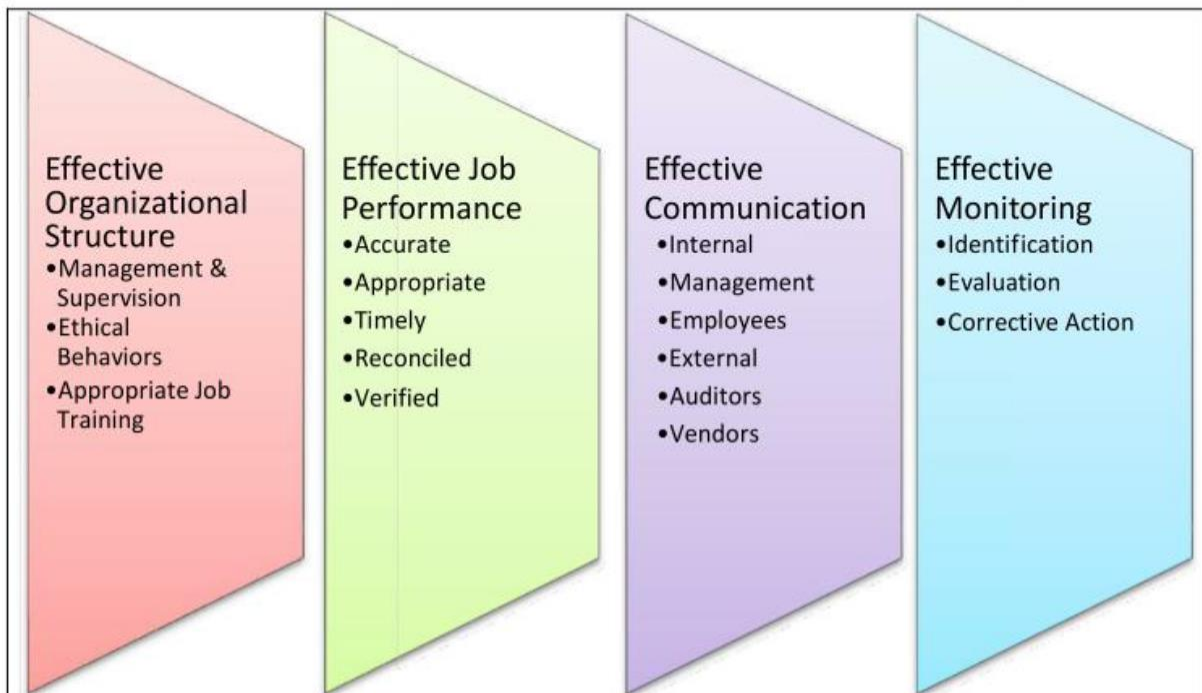 Effective
Organizational
Structure
•Management &
Supervision
•Ethical
Behaviors
•Appropriate Job
Training
Effective Job
Performance
•Accurate
•Appropriate
•Timely
•Reconciled
•Verified
Effective
Communication
•Internal
•Management
•Employees
•External
•Auditors
•Vendors
Effective
Monitoring
•Identification
•Evaluation
•Corrective Action